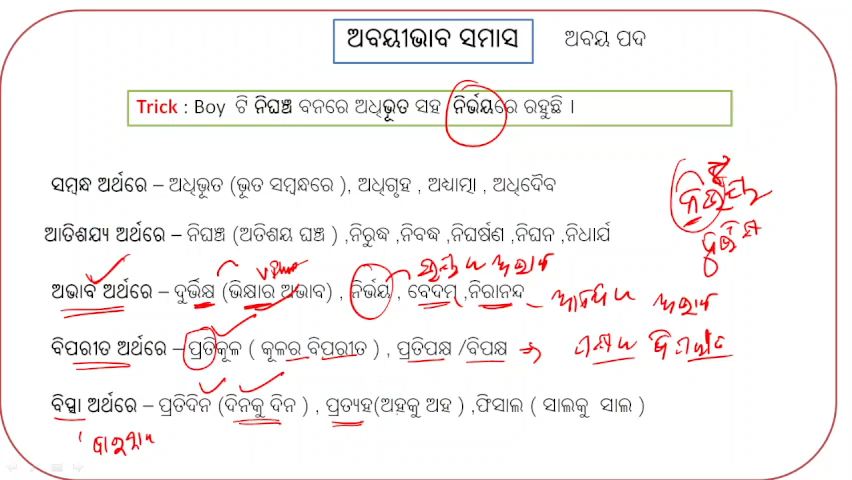 ଅବ୍ୟୟୀଭାବ ସମାସ ଅବ୍ୟୟ ପଦ
Trick : Boy ଟି ନିଘଞ୍ଚ ବନରେ ଅଧିଭୂତ ସହ ନିର୍ଭୟରେ ରହୁଛି ।
ସମ୍ବନ୍ଧ ଅର୍ଥରେ – ଅଧିଭୂତ (ଭୂତ ସମ୍ବନ୍ଧରେ ), ଅଧିଗୃହ , ଅଧ୍ୟାତ୍ମା , ଅଧିଦୈବ
ଆତିଶଯ୍ୟ ଅର୍ଥରେ – ନିଘଞ୍ଚ (ଅତିଶୟ ଘଞ୍ଚ ) ,ନିରୁଦ୍ଧ ,ନିବଦ୍ଧ ,ନିଘର୍ଷଣ ,ନିଘନ ,ନିଧାର୍ଯ
ଅଭାବ ଅର୍ଥରେ – ଦୁର୍ଭିକ୍ଷ (ଭିକ୍ଷାର ଅଭାବ) , ନିର୍ଭୟ , ବେଦମ୍ ,ନିରାନନ୍ଦ
ବିପରୀତ ଅର୍ଥରେ – ପ୍ରତିକୂଳ ( କୂଳର ବିପରୀତ ) , ପ୍ରତିପକ୍ଷ /ବିପକ୍ଷ
ବିପ୍ସା ଅର୍ଥରେ – ପ୍ରତିଦିନ (ଦିନକୁ ଦିନ ) , ପ୍ରତ୍ୟହ(ଅହକୁ ଅହ ) ,ଫିସାଲ ( ସାଲକୁ ସାଲ )